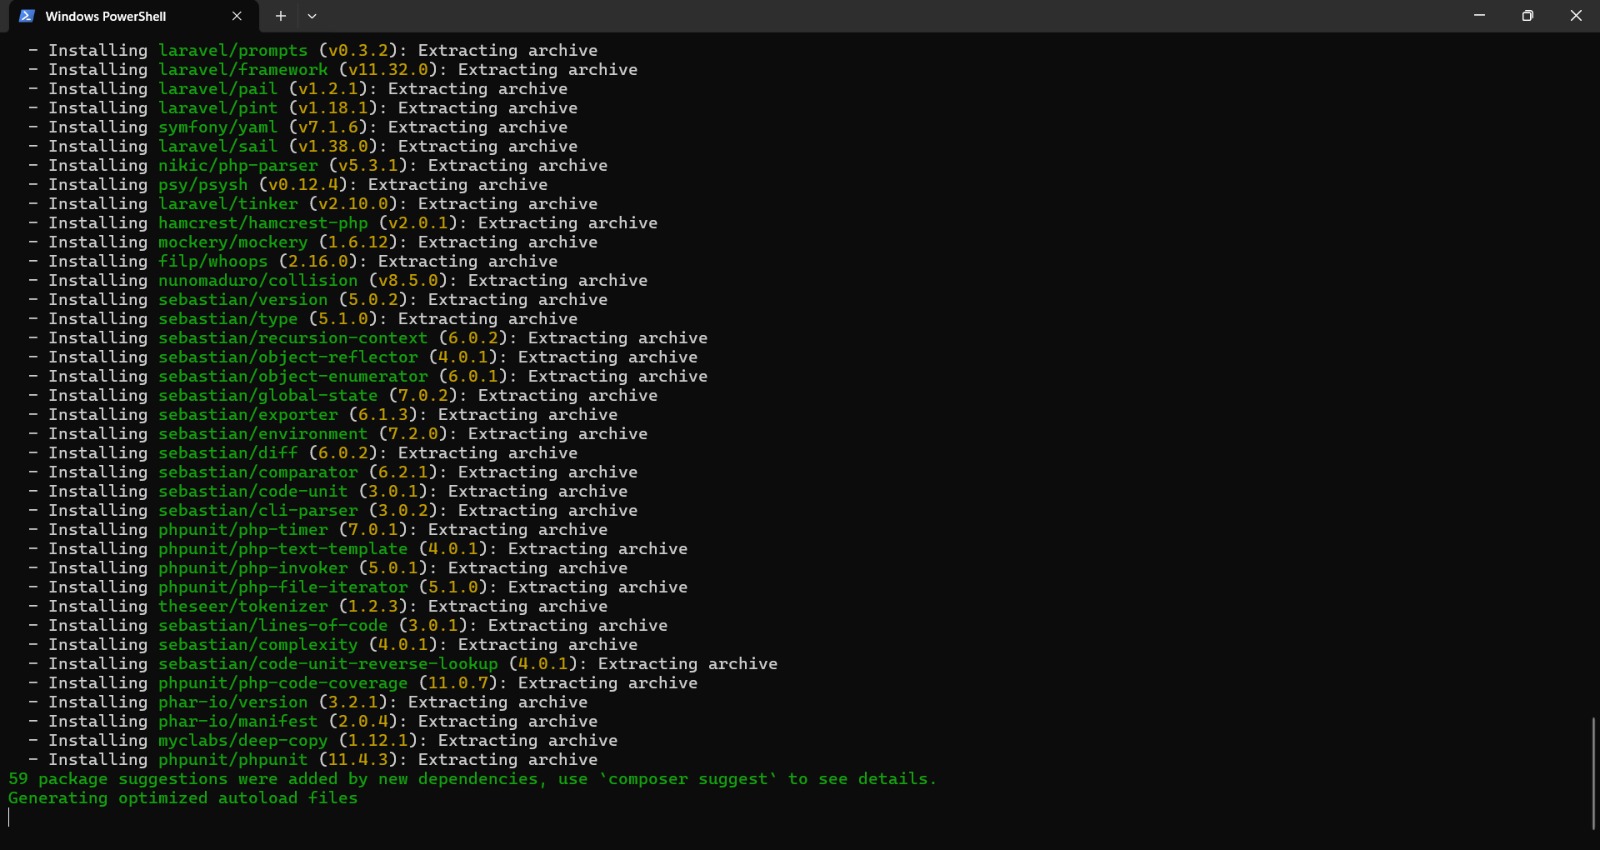 Windows PowerShell
- Installing laravel/prompts (v0.3.2): Extracting archive
- Installing laravel/framework (v11.32.0): Extracting archive
- Installing laravel/pail (v1.2.1): Extracting archive
- Installing laravel/pint (v1.18.1): Extracting archive
- Installing symfony/yaml (v7.1.6): Extracting archive
- Installing laravel/sail (v1.38.0): Extracting archive
- Installing nikic/php-parser (v5.3.1): Extracting archive
- Installing psy/psysh (v0.12.4): Extracting archive
- Installing laravel/tinker (v2.10.0): Extracting archive
- Installing hamcrest/hamcrest-php (v2.0.1): Extracting archive
- Installing mockery/mockery (1.6.12): Extracting archive
- Installing filp/whoops (2.16.0): Extracting archive
- Installing nunomaduro/collision (v8.5.0): Extracting archive
- Installing sebastian/version (5.0.2): Extracting archive
- Installing sebastian/type (5.1.0): Extracting archive
- Installing sebastian/recursion-context (6.0.2): Extracting archive
- Installing sebastian/object-reflector (4.0.1): Extracting archive
- Installing sebastian/object-enumerator (6.0.1): Extracting archive
- Installing sebastian/global-state (7.0.2): Extracting archive
- Installing sebastian/exporter (6.1.3): Extracting archive
- Installing sebastian/environment (7.2.0): Extracting archive
- Installing sebastian/diff (6.0.2): Extracting archive
- Installing sebastian/comparator (6.2.1): Extracting archive
- Installing sebastian/code-unit (3.0.1): Extracting archive
- Installing sebastian/cli-parser (3.0.2): Extracting archive
- Installing phpunit/php-timer (7.0.1): Extracting archive
- Installing phpunit/php-text-template (4.0.1): Extracting archive
- Installing phpunit/php-invoker (5.0.1): Extracting archive
- Installing phpunit/php-file-iterator (5.1.0): Extracting archive
- Installing theseer/tokenizer (1.2.3): Extracting archive
- Installing sebastian/lines-of-code (3.0.1): Extracting archive
- Installing sebastian/complexity (4.0.1): Extracting archive
- Installing sebastian/code-unit-reverse-lookup (4.0.1): Extracting archive
- Installing phpunit/php-code-coverage (11.0.7): Extracting archive
- Installing phar-io/version (3.2.1): Extracting archive
- Installing phar-io/manifest (2.0.4): Extracting archive
- Installing myclabs/deep-copy (1.12.1): Extracting archive
- Installing phpunit/phpunit (11.4.3): Extracting archive
59 package suggestions were added by new dependencies, use `composer suggest` to see details.
Generating optimized autoload files